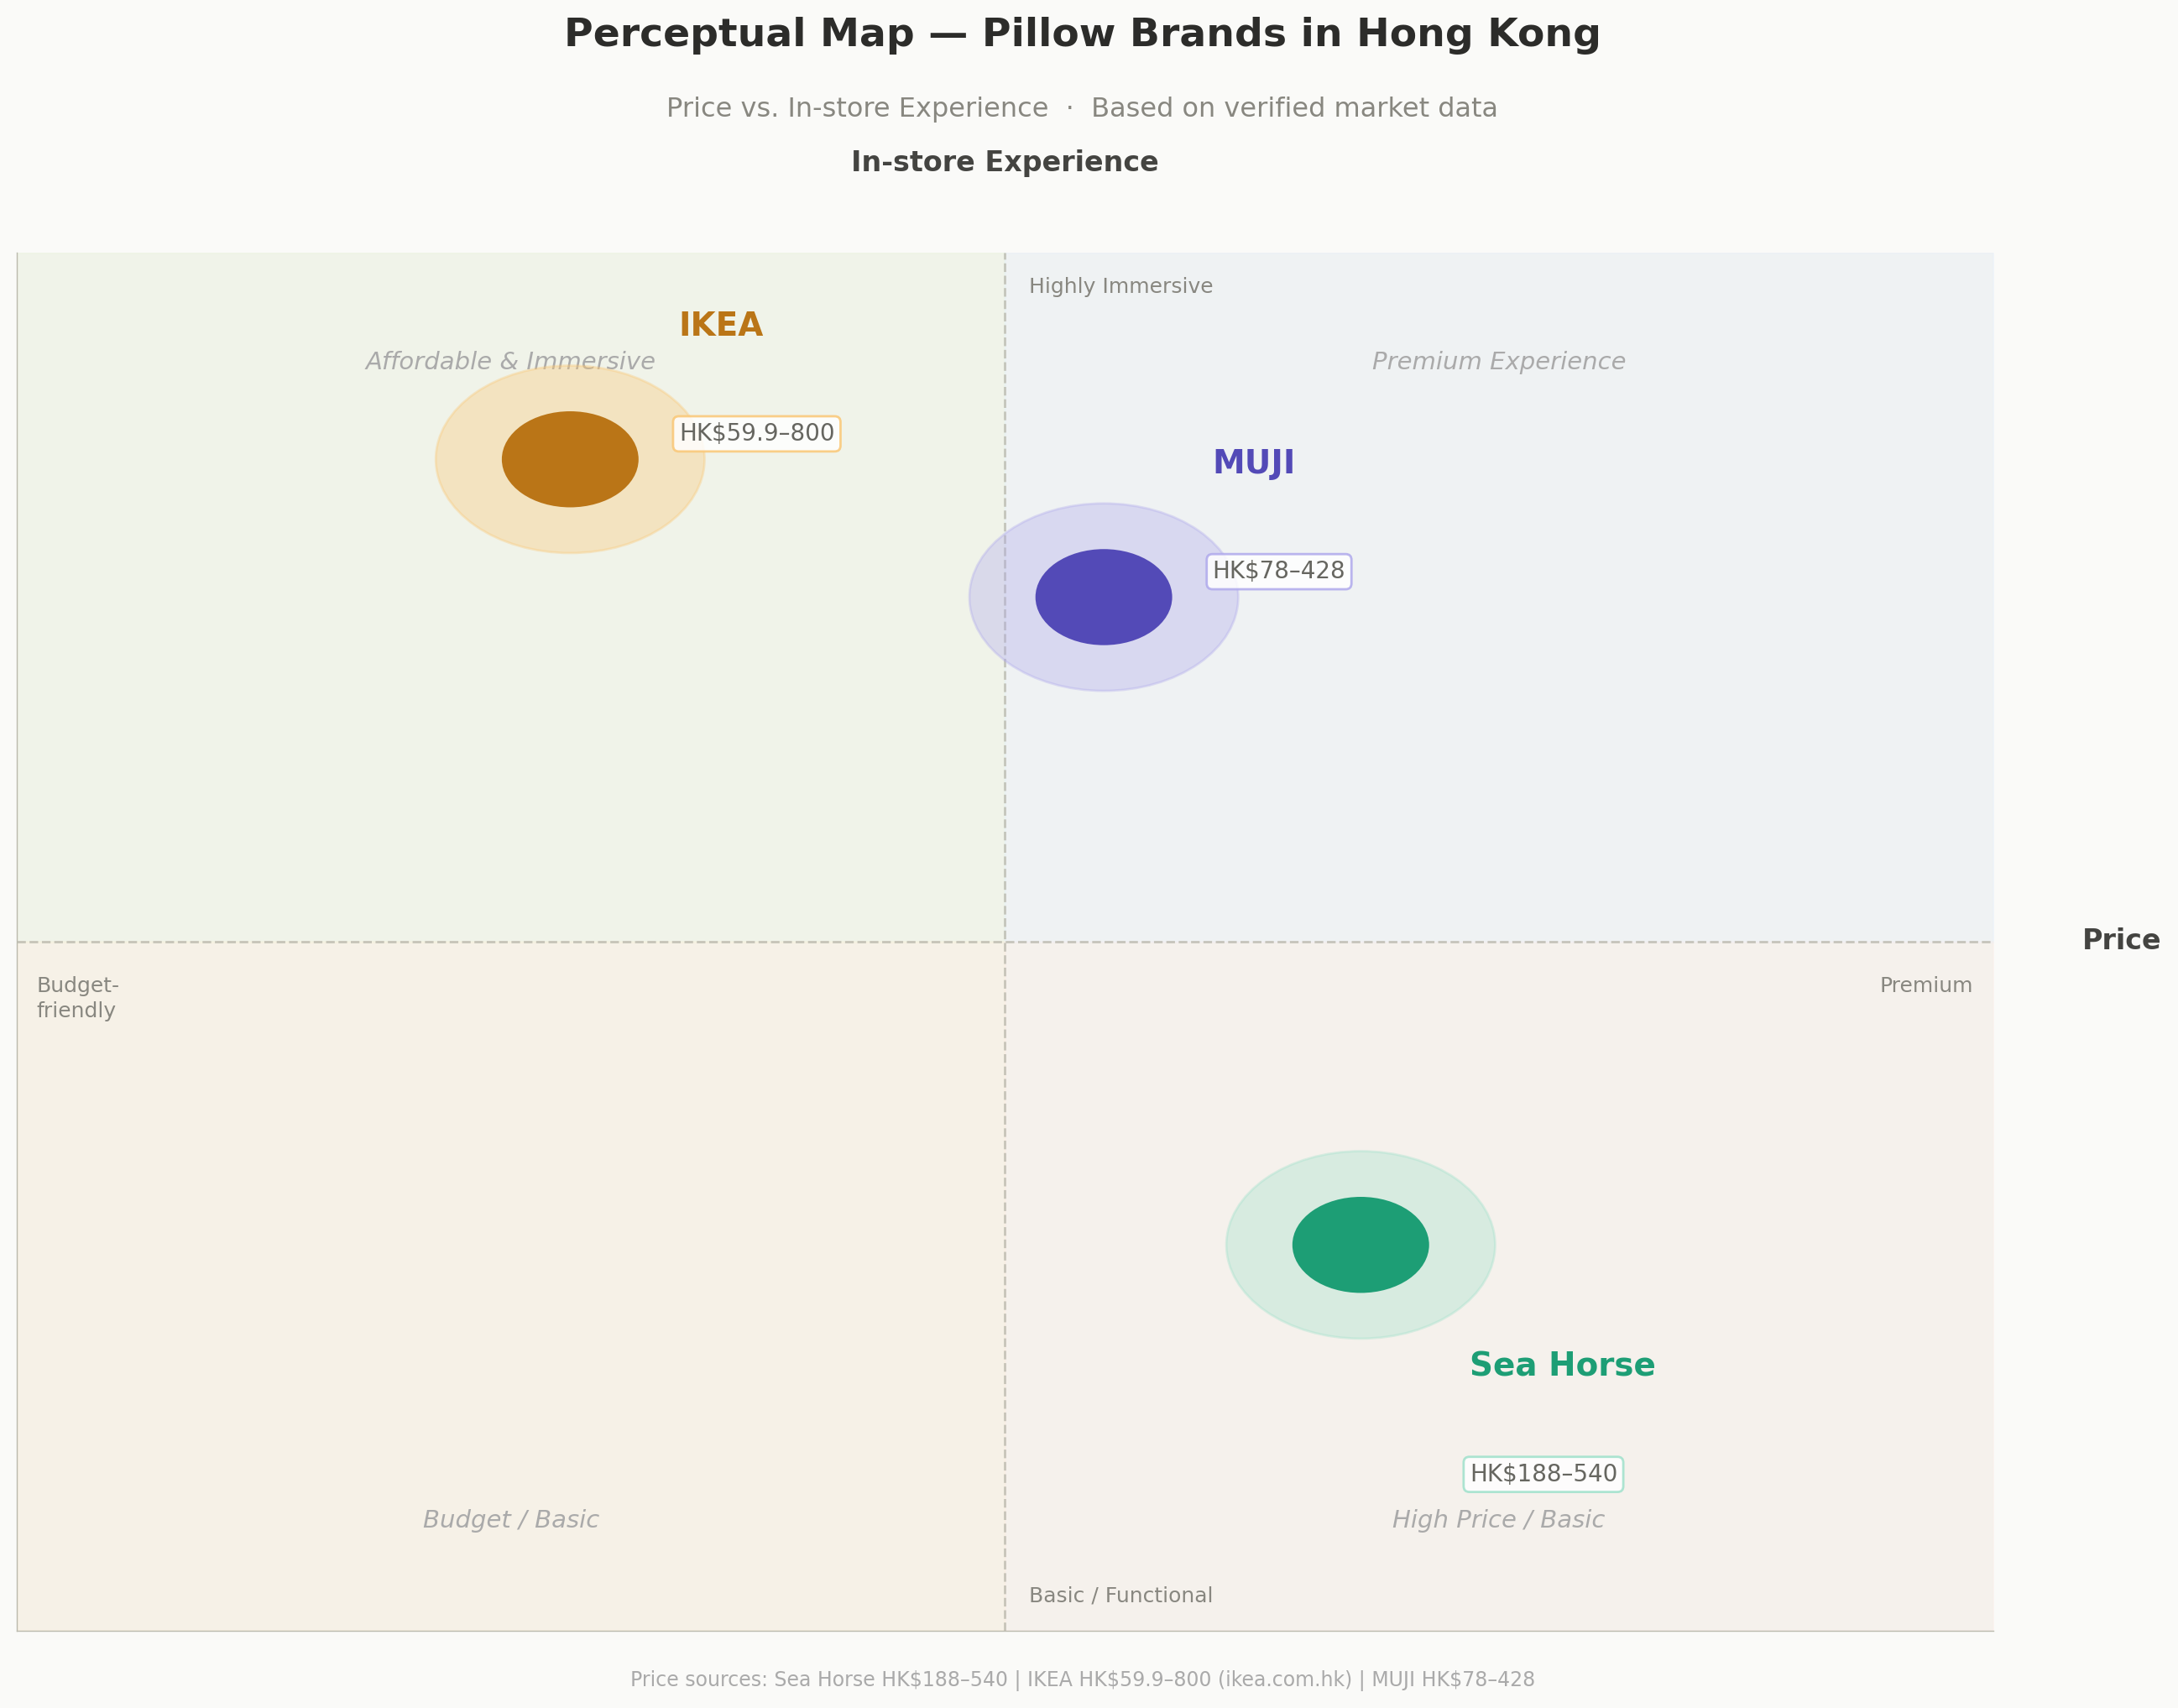 Perceptual Map — Pillow Brands in Hong Kong
Price vs. In-store Experience · Based on verified market data
In-store Experience
Highly Immersive
IKEA
Affordable & Immersive
Premium Experience
HK$59.9–800
MUJI
HK$78–428
Price
Budget-
friendly
Premium
Sea Horse
HK$188–540
Budget / Basic
High Price / Basic
Basic / Functional
Price sources: Sea Horse HK$188–540 | IKEA HK$59.9–800 (ikea.com.hk) | MUJI HK$78–428